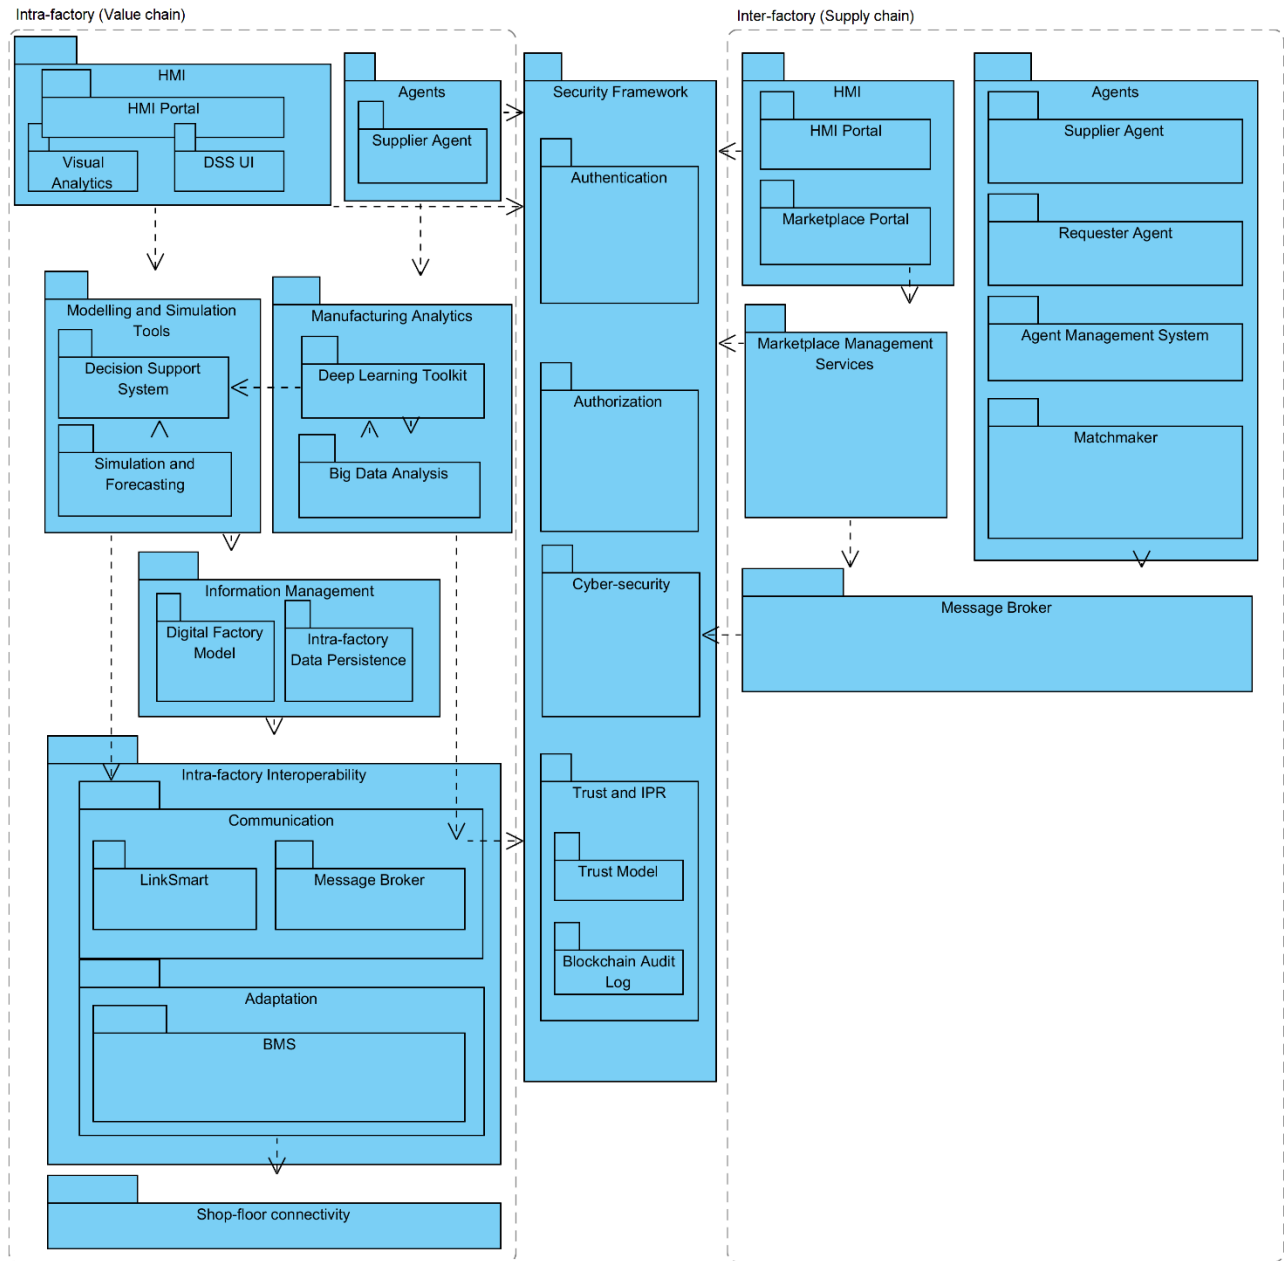 Intra-factory (Value chain)
HMI
HMI Portal
Visual
Analytics
DSS UI
Agents
Supplier Agent
Modelling and Simulation
Tools
Decision Support
System
Simulation and
Forecasting
Manufacturing Analytics
Deep Learning Toolkit
Big Data Analysis
Information Management
Digital Factory
Model
Intra-factory
Data Persistence
Intra-factory Interoperability
Communication
LinkSmart
Message Broker
Adaptation
BMS
Shop-floor connectivity
Security Framework
Authentication
Authorization
Cyber-security
Trust and IPR
Trust Model
Blockchain Audit
Log
Inter-factory (Supply chain)
HMI
HMI Portal
Marketplace Portal
Marketplace Management
Services
Agents
Supplier Agent
Requester Agent
Agent Management System
Matchmaker
Message Broker